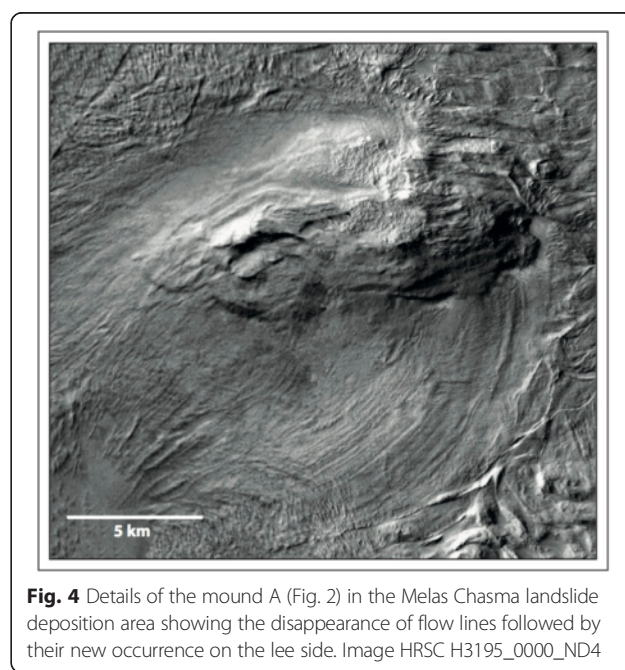 5 km
Fig. 4 Details of the mound A (Fig. 2) in the Melas Chasma landslide
deposition area showing the disappearance of flow lines followed by
their new occurrence on the lee side. Image HRSC H3195_0000_ND4